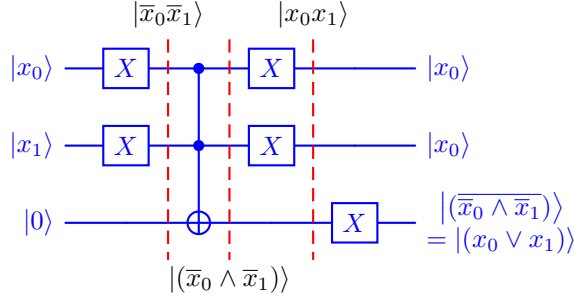 |x̅₀x̅₁⟩ |x₀x₁⟩
|x₀⟩ X X |x₀⟩
|x₁⟩ X X |x₀⟩
|0⟩ X |(x̅₀ ∧ x̅₁)̅⟩
= |(x₀ ∨ x₁)⟩
|(x̅₀ ∧ x̅₁)⟩